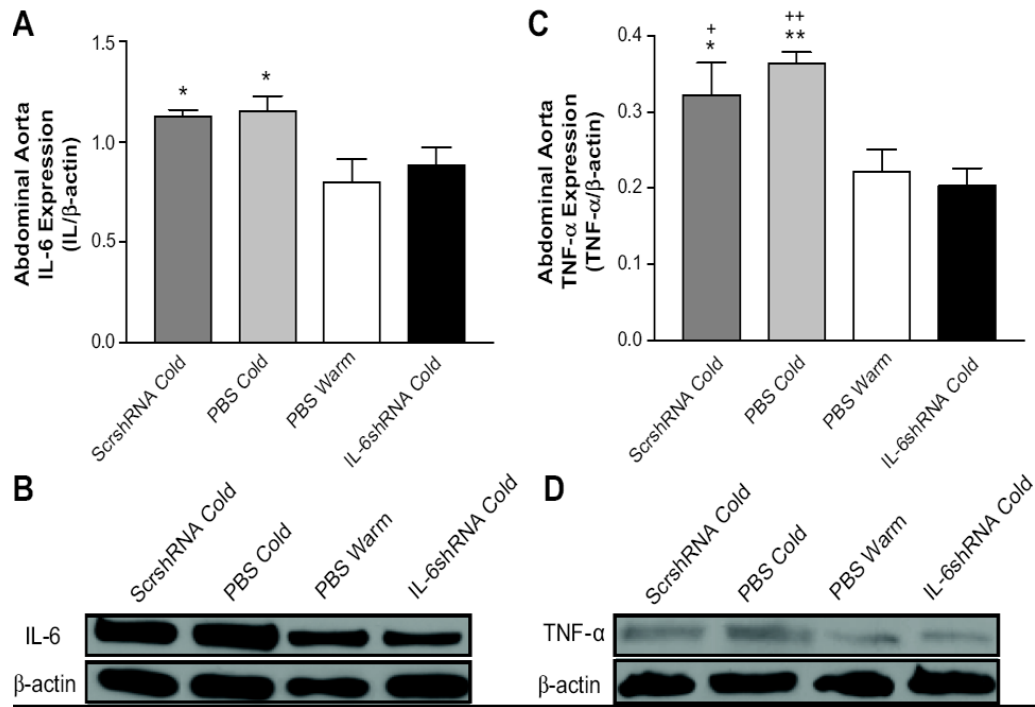 A
Abdominal Aorta
IL-6 Expression
(IL/β-actin)
1.5
1.0
0.5
0.0
*
*
ScrshRNA Cold
PBS Cold
PBS Warm
IL-6shRNA Cold
C
Abdominal Aorta
TNF-α Expression
(TNF-α/β-actin)
0.4
0.3
0.2
0.1
0.0
+
*
++
**
ScrshRNA Cold
PBS Cold
PBS Warm
IL-6shRNA Cold
B
ScrshRNA Cold
PBS Cold
PBS Warm
IL-6shRNA Cold
IL-6
β-actin
D
ScrshRNA Cold
PBS Cold
PBS Warm
IL-6shRNA Cold
TNF-α
β-actin